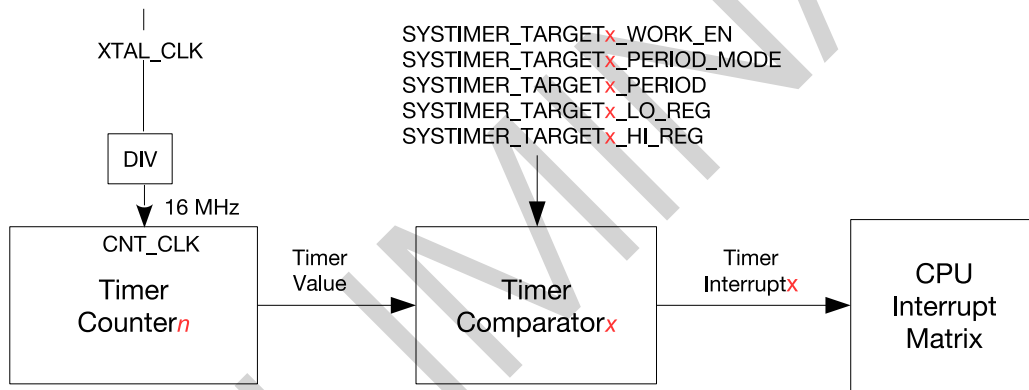 XTAL_CLK
DIV
16 MHz
CNT_CLK
Timer
Countern
Timer
Value
SYSTIMER_TARGETx_WORK_EN
SYSTIMER_TARGETx_PERIOD_MODE
SYSTIMER_TARGETx_PERIOD
SYSTIMER_TARGETx_LO_REG
SYSTIMER_TARGETx_HI_REG
Timer
Comparatorx
Timer
Interruptx
CPU
Interrupt
Matrix